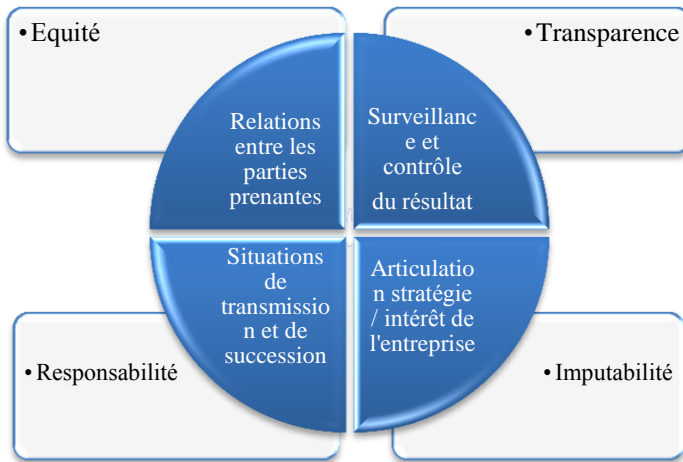 • Equité
• Transparence
Relations
entre les
parties
prenantes
Surveillanc
e et
contrôle
du résultat
Situations
de
transmissio
n et de
succession
Articulatio
n stratégie
/ intérêt de
l'entreprise
• Responsabilité
• Imputabilité